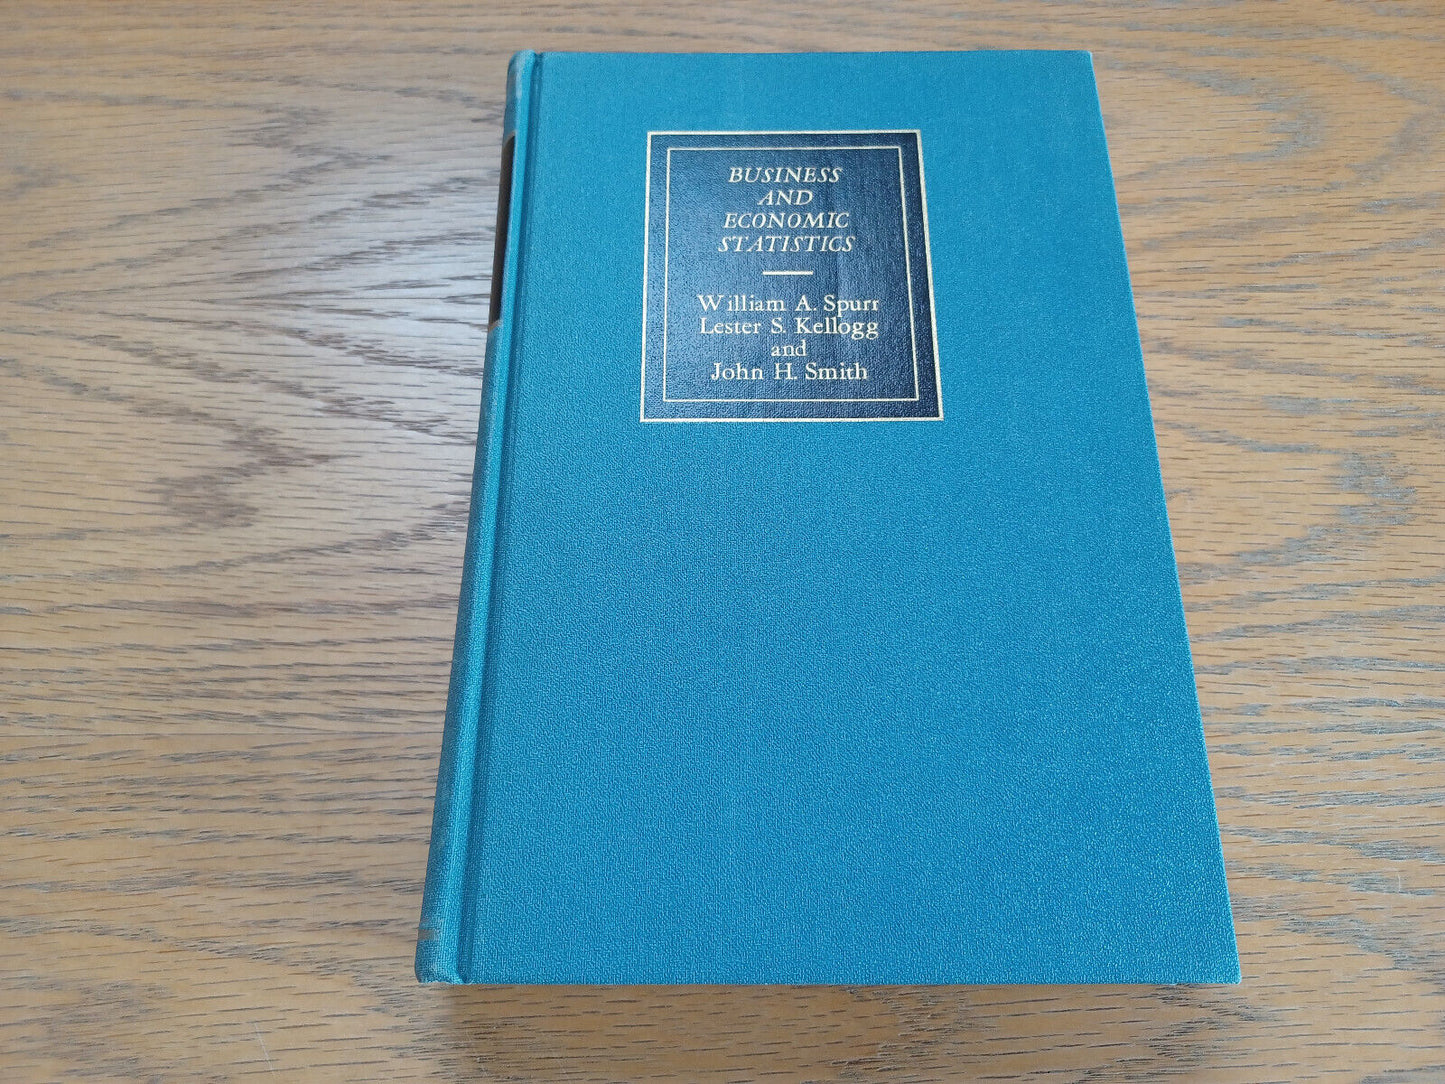 BUSINESS
AND
ECONOMIC
STATISTICS
William A. Spurr
Lester S. Kellogg
and
John H. Smith